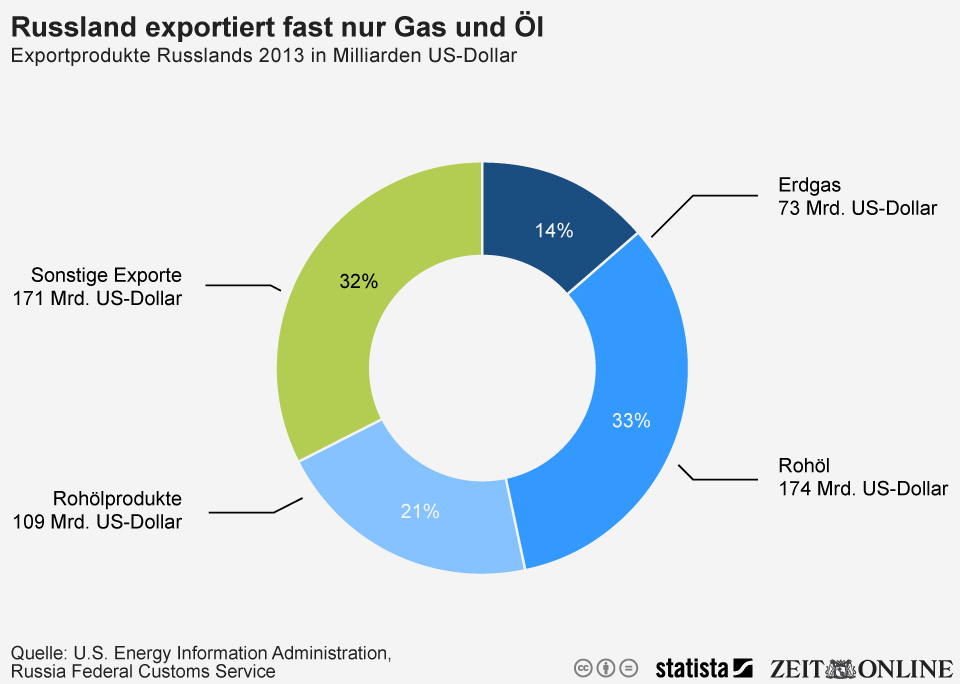 Russland exportiert fast nur Gas und Öl
Exportprodukte Russlands 2013 in Milliarden US-Dollar
Erdgas
73 Mrd. US-Dollar
14%
Sonstige Exporte
171 Mrd. US-Dollar
32%
33%
Rohöl
174 Mrd. US-Dollar
Rohölprodukte
109 Mrd. US-Dollar
21%
Quelle: U.S. Energy Information Administration,
Russia Federal Customs Service
cc
statista
ZEIT ONLINE